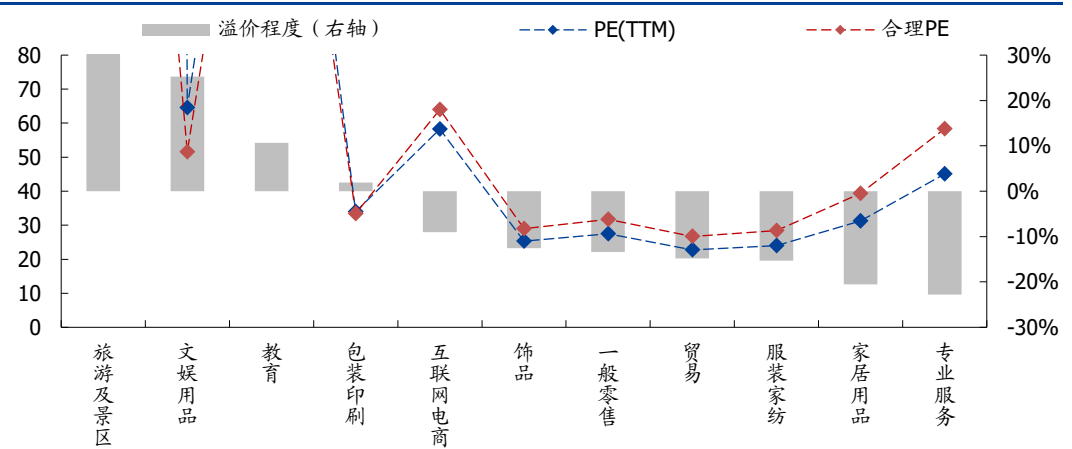 溢价程度（右轴） PE(TTM) 合理PE
80 30%
70 20%
60
50 10%
40 0%
30 -10%
20
10 -20%
0 -30%
旅游及景区
文娱用品
教育
包装印刷
互联网电商
饰品
一般零售
贸易
服装家纺
家居用品
专业服务